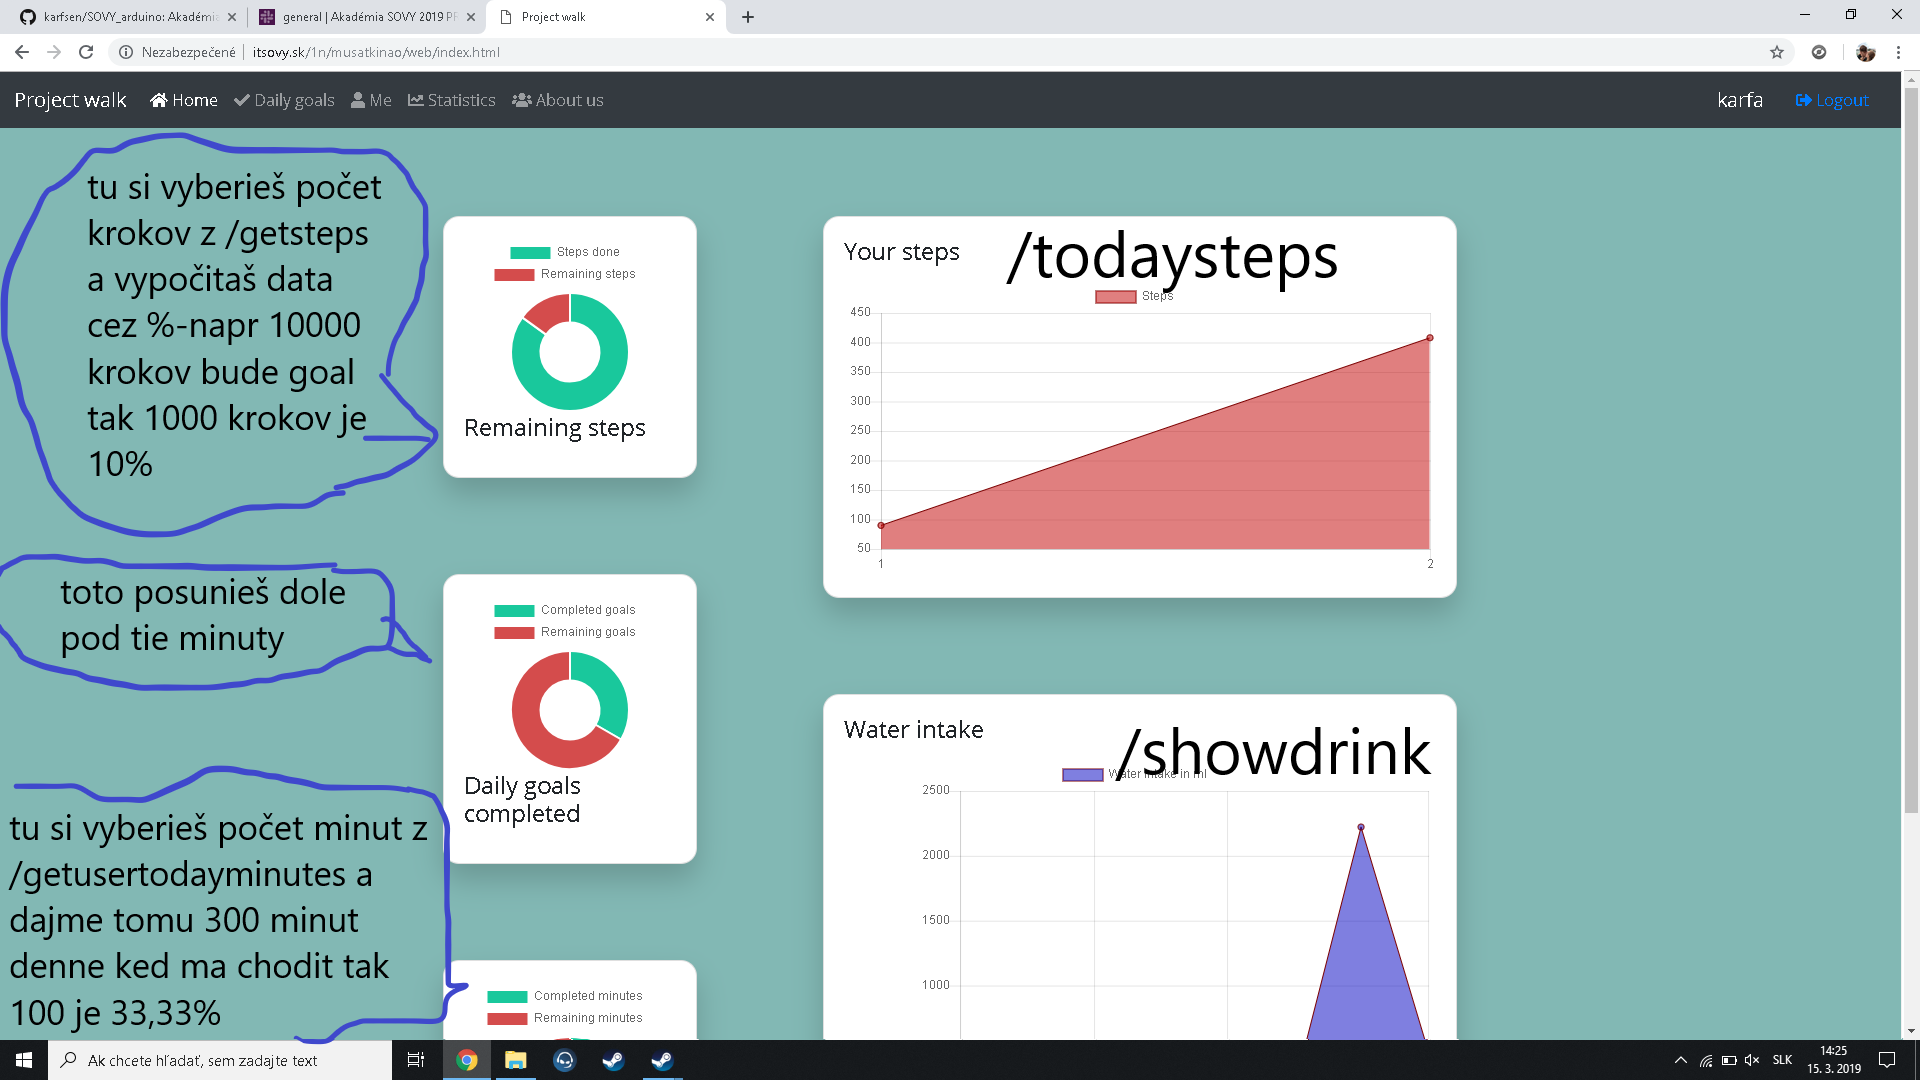 karfsen/SOVY_arduino: Akadémia
general | Akadémia SOVY 2019 PR
Project walk
Nezabezpečené
itsovy.sk/1n/musatkinao/web/index.html
Project walk
Home
Daily goals
Me
Statistics
About us
karfa
Logout
tu si vyberieš počet
krokov z /getsteps
a vypočitaš data
cez %-napr 10000
krokov bude goal
tak 1000 krokov je
10%
Steps done
Remaining steps
Remaining steps
Your steps
/todaysteps
Steps
450
400
350
300
250
200
150
100
50
1
2
toto posunieš dole
pod tie minuty
Completed goals
Remaining goals
Daily goals
completed
Water intake
/showdrink
Water intake in ml
2500
2000
1500
1000
tu si vyberieš počet minut z
/getusertodayminutes a
dajme tomu 300 minut
denne ked ma chodit tak
100 je 33,33%
Completed minutes
Remaining minutes
Ak chcete hľadať, sem zadajte text
SLK
14:25
15. 3. 2019